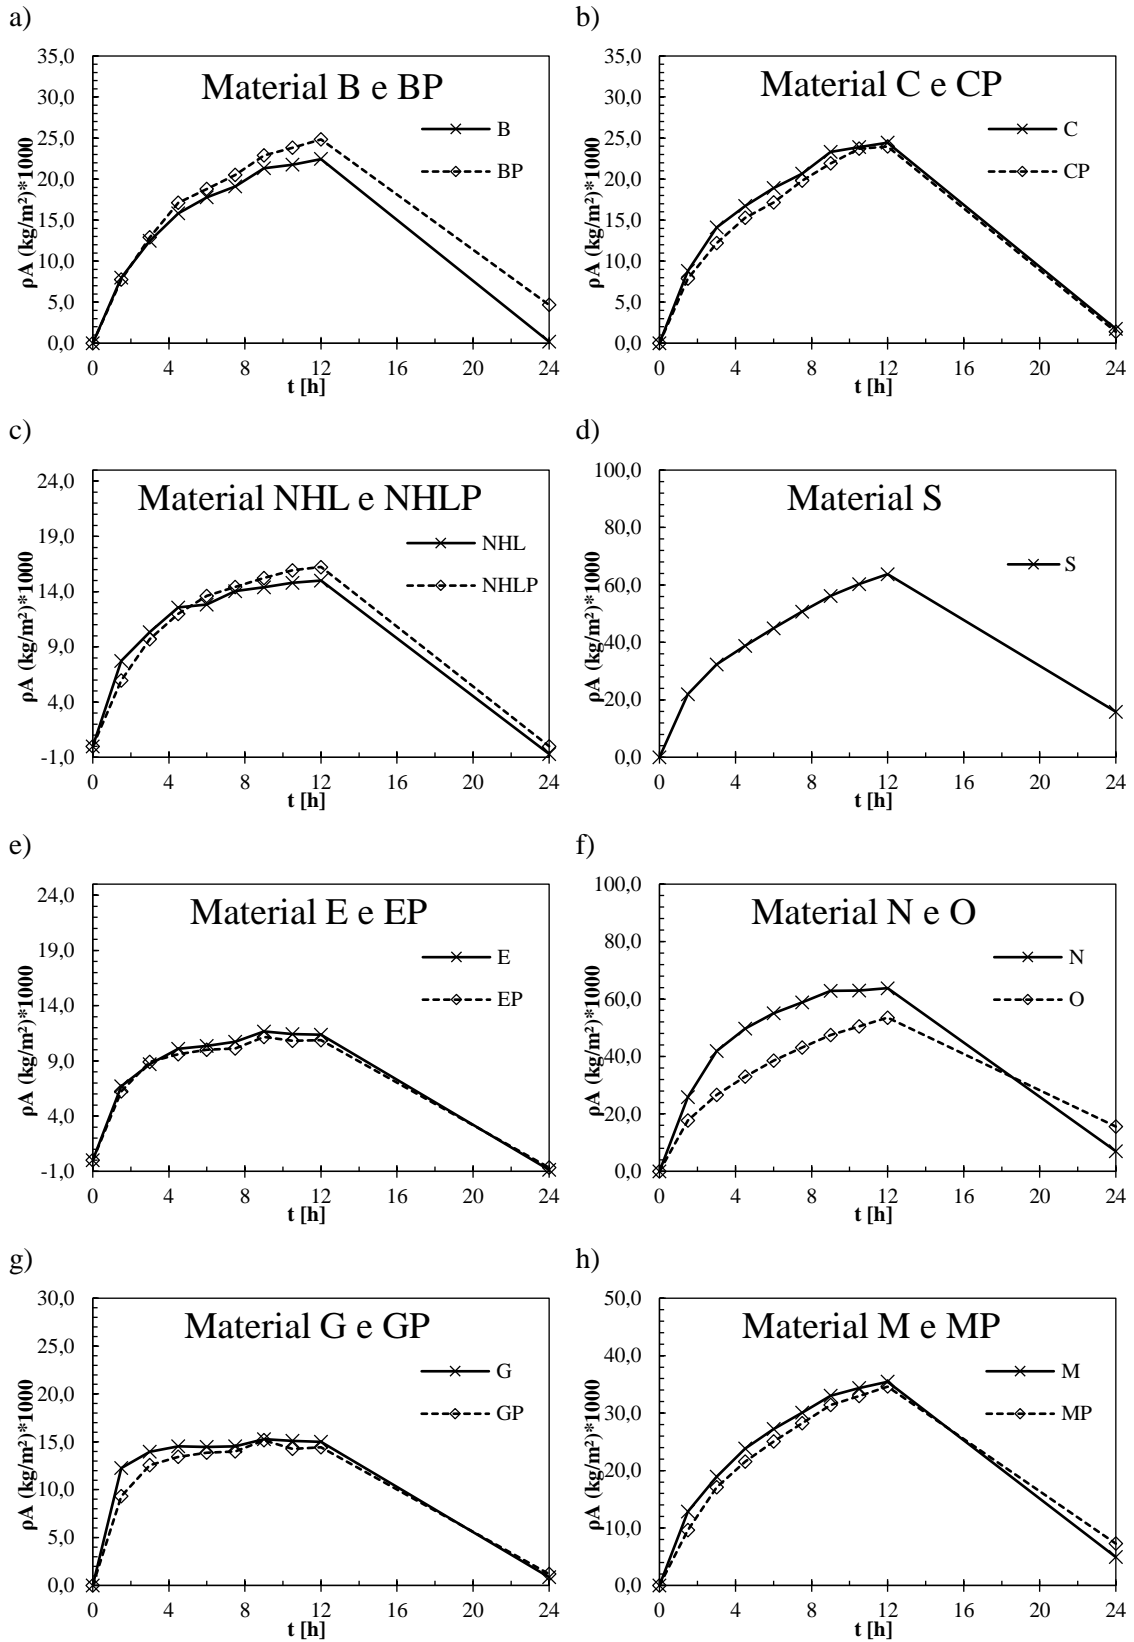 a)
35,0
30,0
25,0
20,0
15,0
10,0
5,0
0,0
ρA (kg/m²)*1000
Material B e BP
B
BP
0 4 8 12 16 20 24
t [h]
b)
35,0
30,0
25,0
20,0
15,0
10,0
5,0
0,0
ρA (kg/m²)*1000
Material C e CP
C
CP
0 4 8 12 16 20 24
t [h]
c)
24,0
19,0
14,0
9,0
4,0
-1,0
ρA (kg/m²)*1000
Material NHL e NHLP
NHL
NHLP
0 4 8 12 16 20 24
t [h]
d)
100,0
80,0
60,0
40,0
20,0
0,0
ρA (kg/m²)*1000
Material S
S
0 4 8 12 16 20 24
t [h]
e)
24,0
19,0
14,0
9,0
4,0
-1,0
ρA (kg/m²)*1000
Material E e EP
E
EP
0 4 8 12 16 20 24
t [h]
f)
100,0
80,0
60,0
40,0
20,0
0,0
ρA (kg/m²)*1000
Material N e O
N
O
0 4 8 12 16 20 24
t [h]
g)
30,0
25,0
20,0
15,0
10,0
5,0
0,0
ρA (kg/m²)*1000
Material G e GP
G
GP
0 4 8 12 16 20 24
t [h]
h)
50,0
40,0
30,0
20,0
10,0
0,0
ρA (kg/m²)*1000
Material M e MP
M
MP
0 4 8 12 16 20 24
t [h]